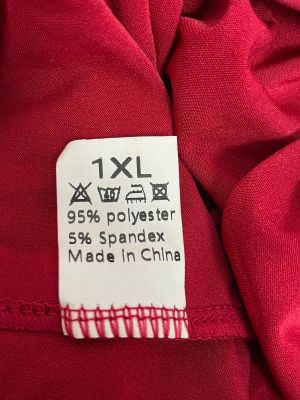 1XL
95% polyester
5% Spandex
Made in China